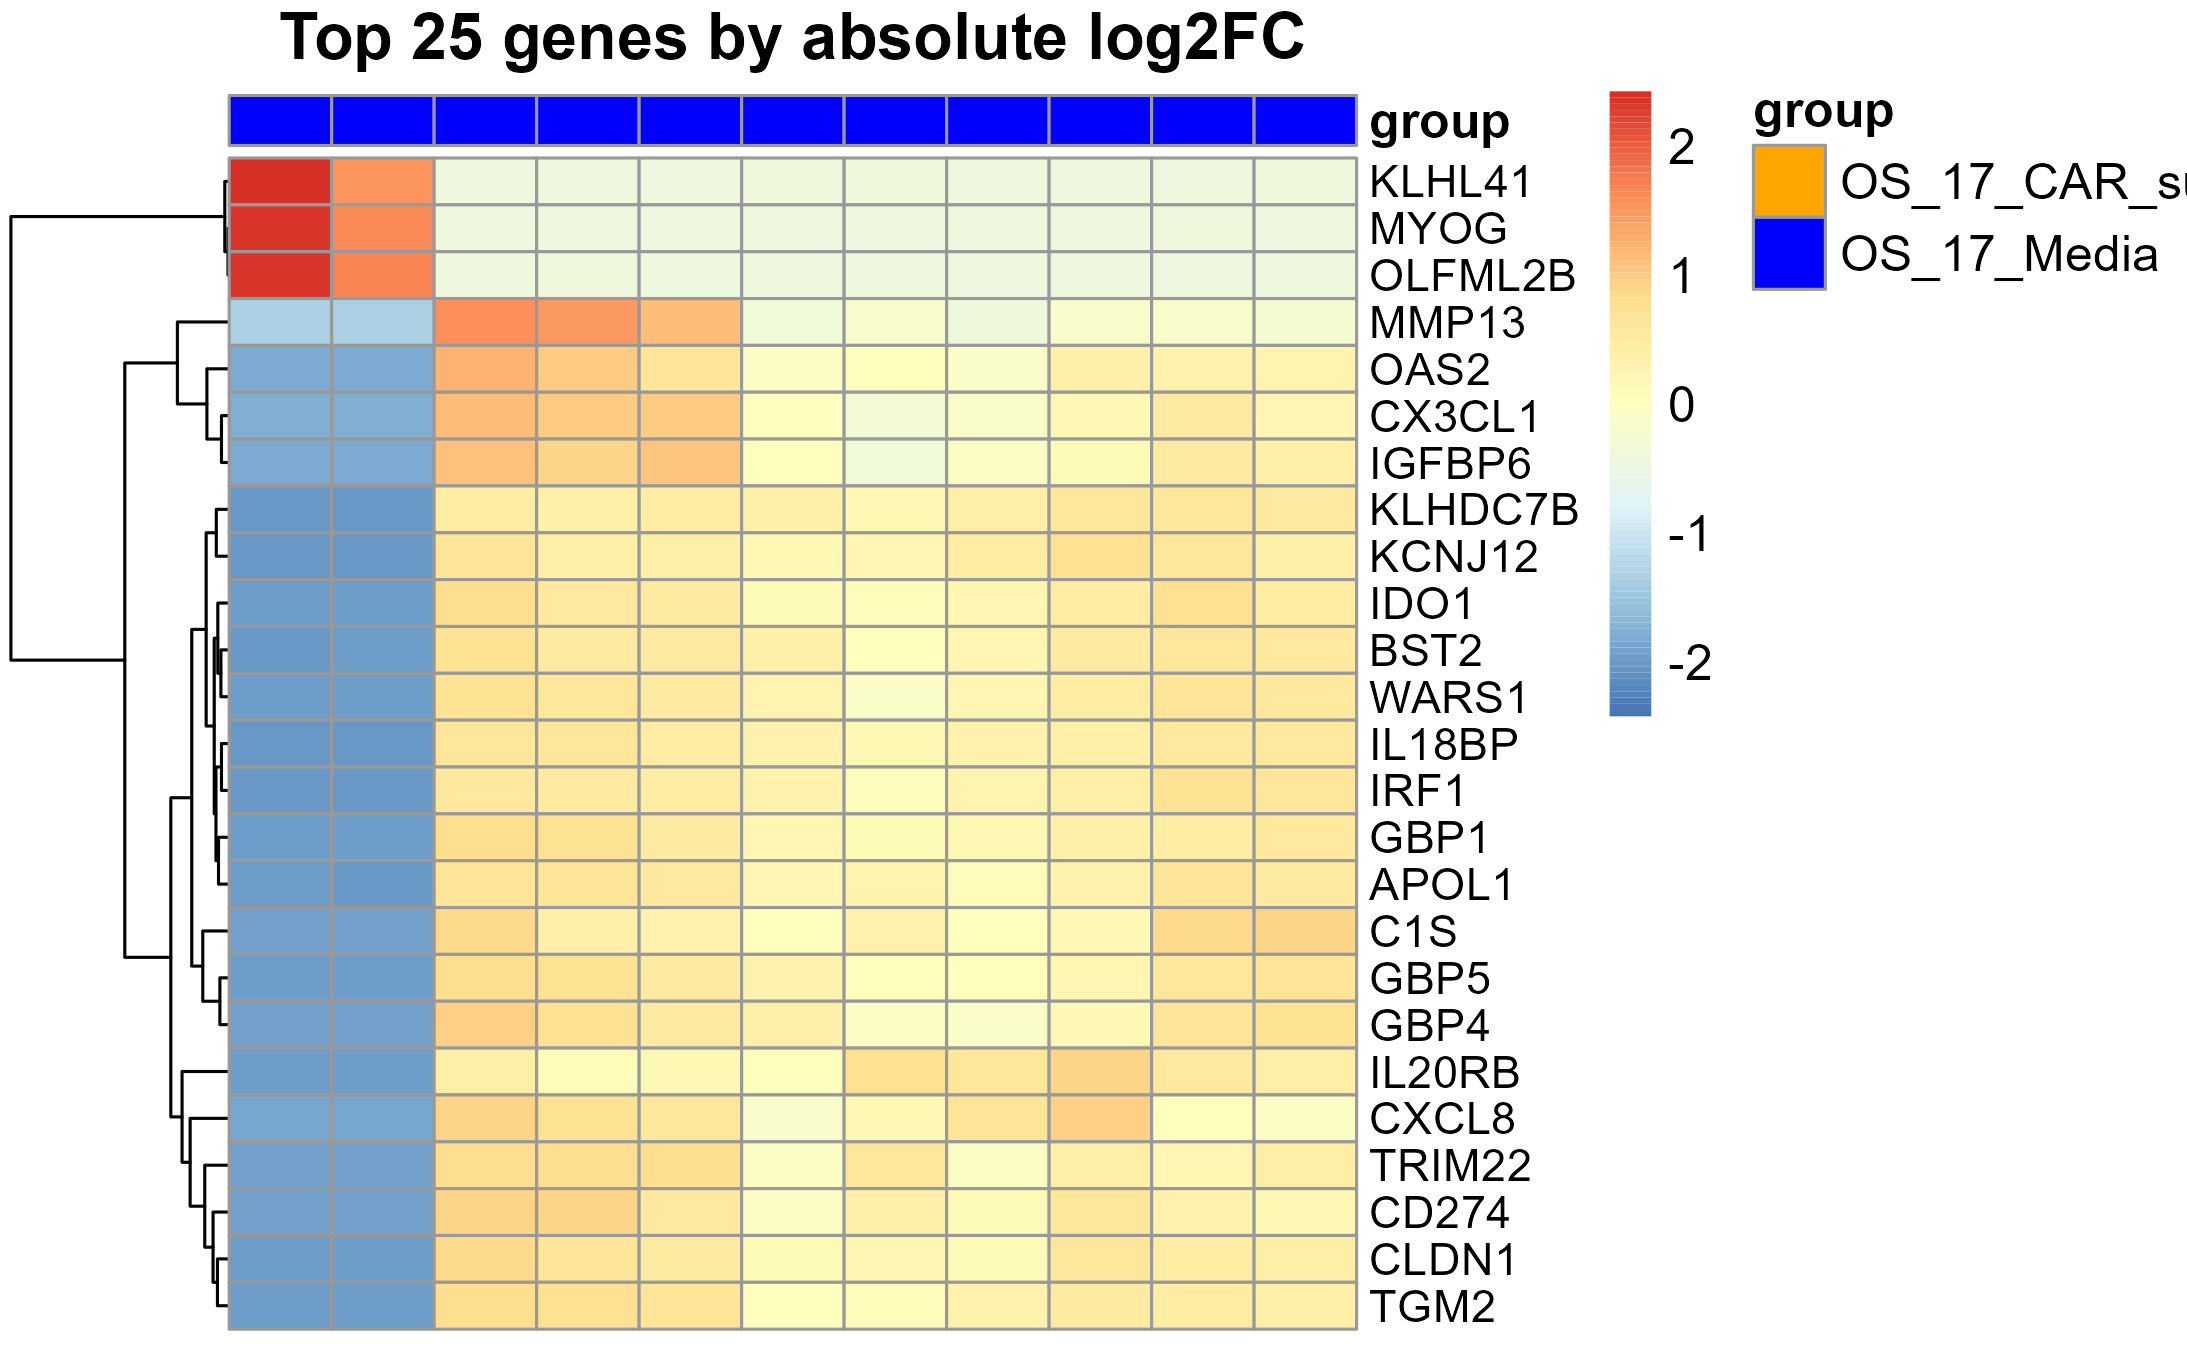 Top 25 genes by absolute log2FC
group
KLHL41
MYOG
OLFML2B
MMP13
OAS2
CX3CL1
IGFBP6
KLHDC7B
KCNJ12
IDO1
BST2
WARS1
IL18BP
IRF1
GBP1
APOL1
C1S
GBP5
GBP4
IL20RB
CXCL8
TRIM22
CD274
CLDN1
TGM2
2
1
0
-1
-2
group
OS_17_CAR_su
OS_17_Media